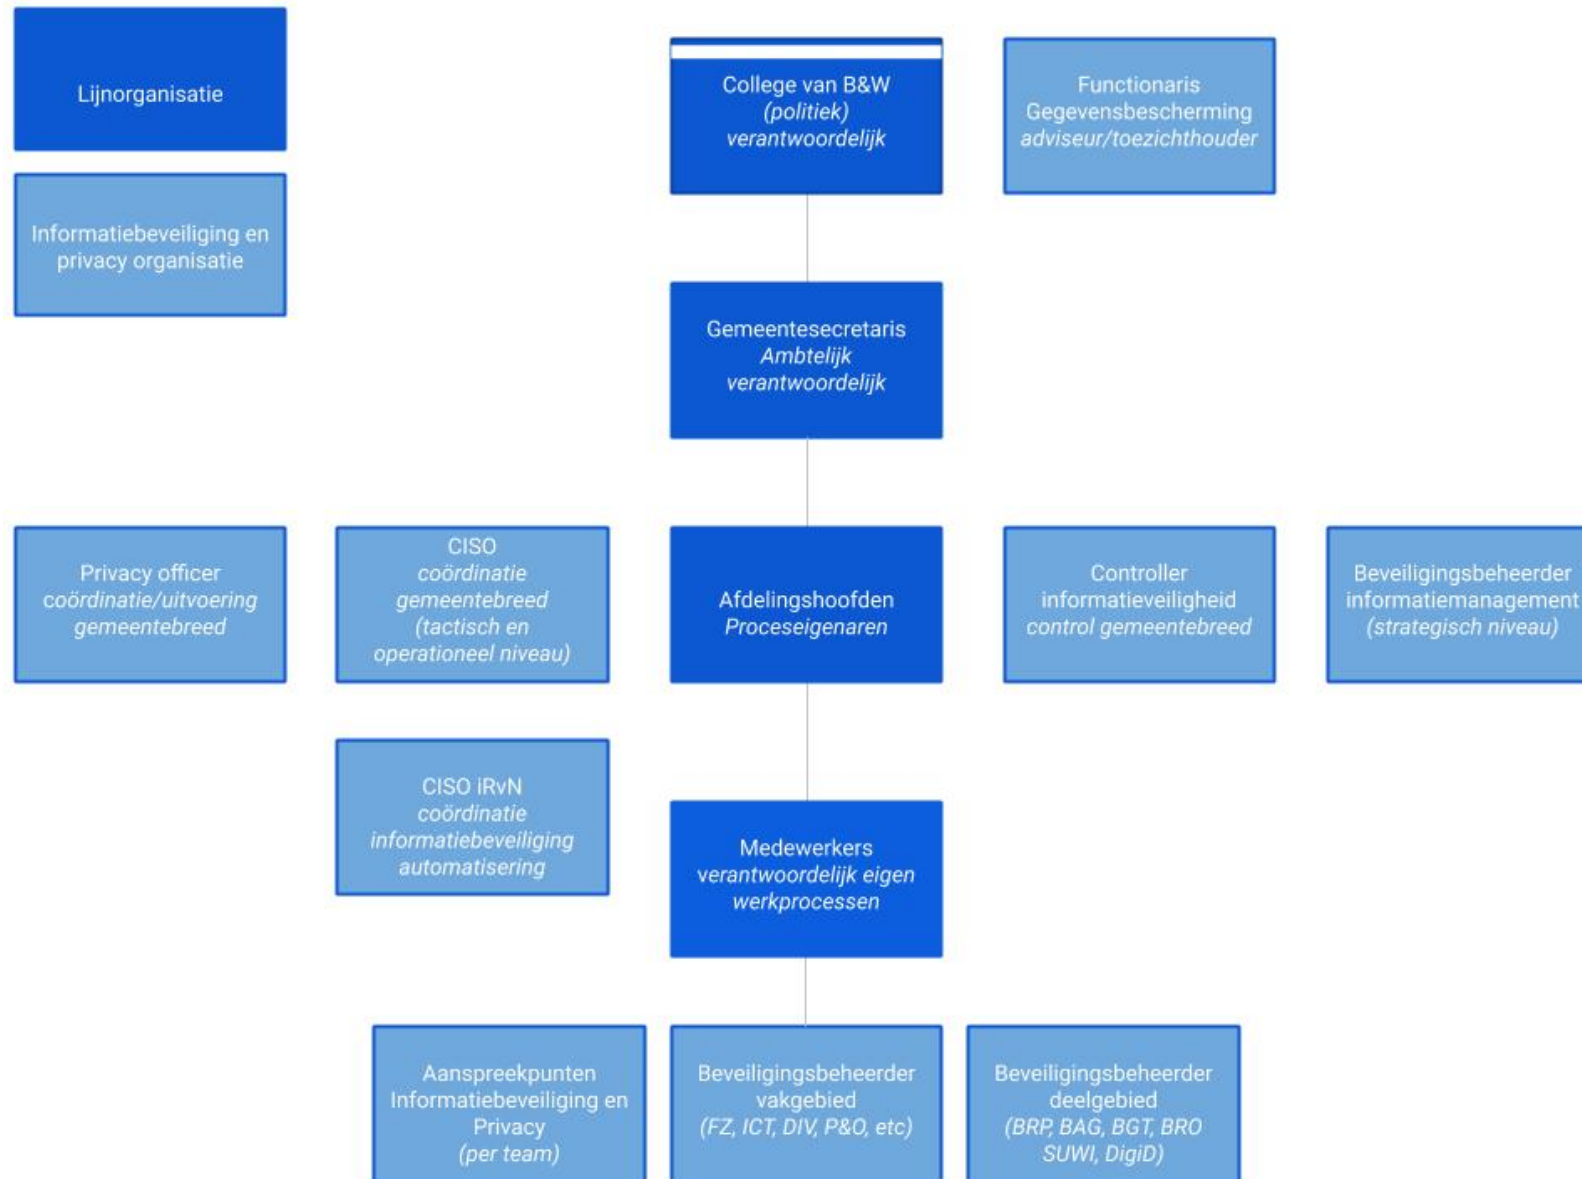 Lijnorganisatie
Informatiebeveiliging en
privacy organisatie
College van B&W
(politiek)
verantwoordelijk
Functionaris
Gegevensbescherming
adviseur/toezichthouder
Gemeentesecretaris
Ambtelijk
verantwoordelijk
Privacy officer
coördinatie/uitvoering
gemeentebreed
CISO
coördinatie
gemeentebreed
(tactisch en
operationeel niveau)
Afdelingshoofden
Proceseigenaren
Controller
informatieveiligheid
control gemeentebreed
Beveiligingsbeheerder
informatiemanagement
(strategisch niveau)
CISO iRvN
coördinatie
informatiebeveiliging
automatisering
Medewerkers
verantwoordelijk eigen
werkprocessen
Aanspreekpunten
Informatiebeveiliging en
Privacy
(per team)
Beveiligingsbeheerder
vakgebied
(FZ, ICT, DIV, P&O, etc)
Beveiligingsbeheerder
deelgebied
(BRP, BAG, BGT, BRO
SUWI, DigiD)